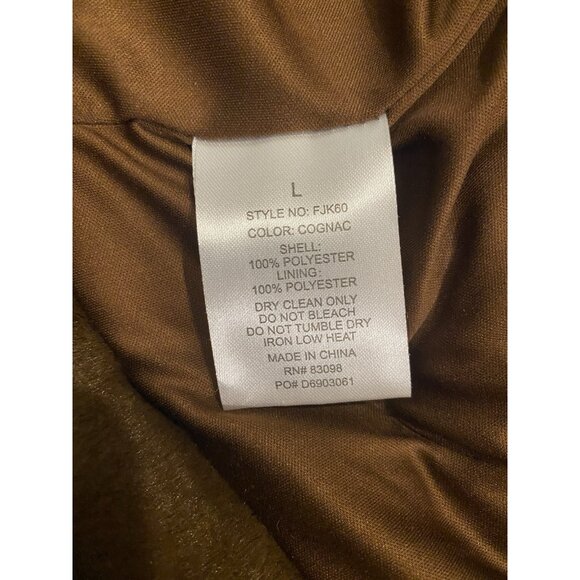 L
STYLE NO: FJK60
COLOR: COGNAC
SHELL:
100% POLYESTER
LINING:
100% POLYESTER
DRY CLEAN ONLY
DO NOT BLEACH
DO NOT TUMBLE DRY
IRON LOW HEAT
MADE IN CHINA
RN# 83098
PO# D6903061